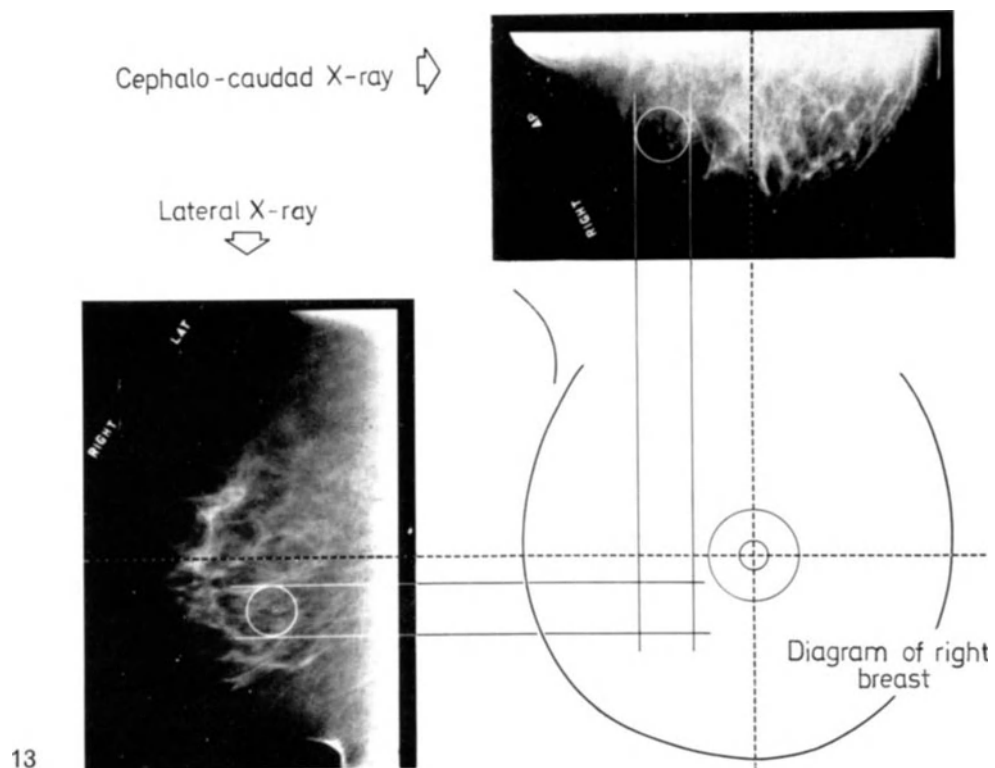 Cephalo-caudad X-ray
AP
RIGHT
Lateral X-ray
LAT
RIGHT
Diagram of right
breast
13